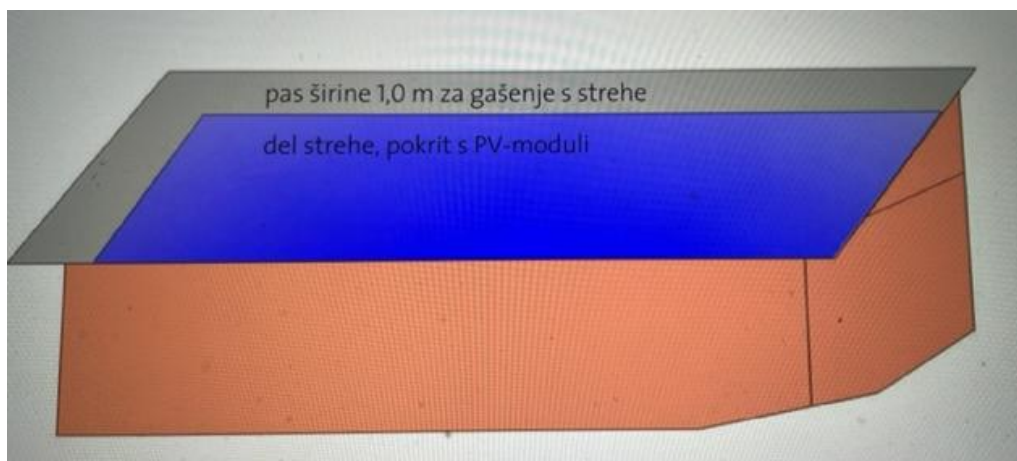 pas širine 1,0 m za gašenje s strehe
del strehe, pokrit s PV-moduli